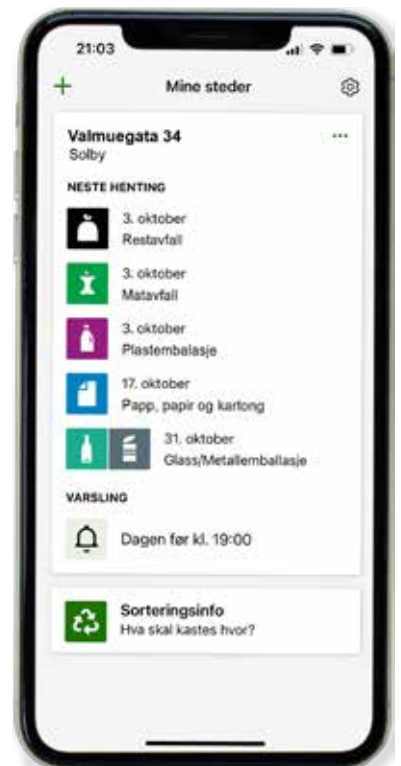 21:03
Mine steder
Valmuegata 34
Solby
NESTE HENTING
3. oktober
Restavfall
3. oktober
Matavfall
3. oktober
Plastembalasje
17. oktober
Papp, papir og kartong
31. oktober
Glass/Metallemballasje
VARSLING
Dagen før kl. 19:00
Sorteringsinfo
Hva skal kastes hvor?